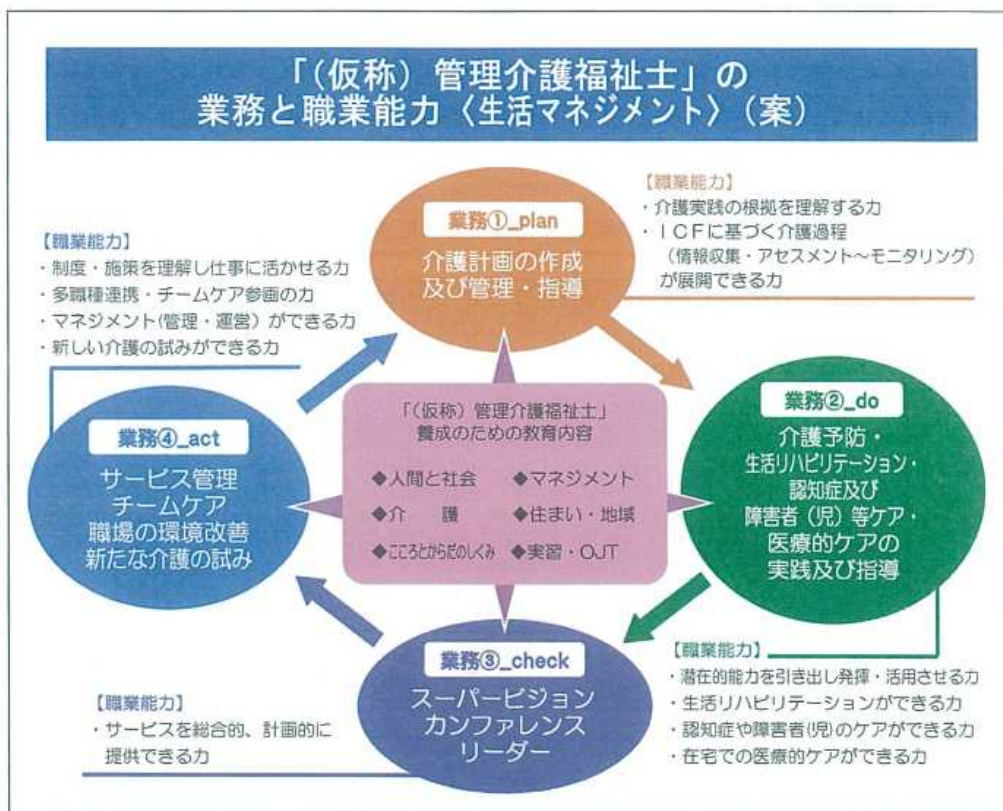 「(仮称) 管理介護福祉士」の
業務と職業能力〈生活マネジメント〉(案)
業務①_plan
介護計画の作成
及び管理・指導
【職業能力】
・介護実践の根拠を理解する力
・ICFに基づく介護過程
(情報収集・アセスメント~モニタリング)
が展開できる力
【職業能力】
・制度・施策を理解し仕事に活かせる力
・多職種連携・チームケア参画の力
・マネジメント(管理・運営)ができる力
・新しい介護の試みができる力
業務④_act
サービス管理
チームケア
職場の環境改善
新たな介護の試み
「(仮称) 管理介護福祉士」
養成のための教育内容
◆人間と社会 ◆マネジメント
◆介 護 ◆住まい・地域
◆こころとからだのしくみ ◆実習・OJT
業務②_do
介護予防・
生活リハビリテーション・
認知症及び
障害者(児)等ケア・
医療的ケアの
実践及び指導
業務③_check
スーパービジョン
カンファレンス
リーダー
【職業能力】
・サービスを総合的、計画的に
提供できる力
【職業能力】
・潜在的能力を引き出し発揮・活用させる力
・生活リハビリテーションができる力
・認知症や障害者(児)のケアができる力
・在宅での医療的ケアができる力